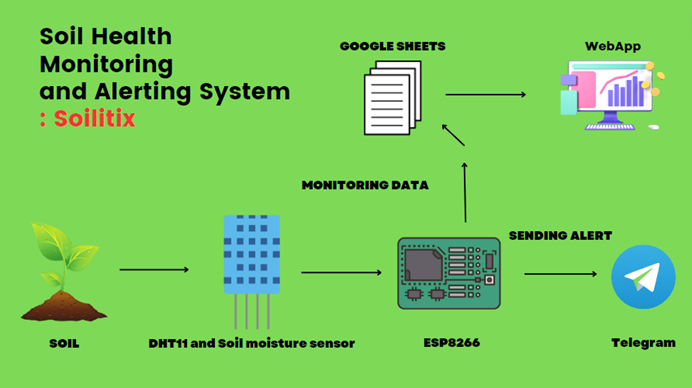 Soil Health
Monitoring
and Alerting System
: Soilitix
GOOGLE SHEETS
WebApp
MONITORING DATA
SENDING ALERT
SOIL
DHT11 and Soil moisture sensor
ESP8266
Telegram